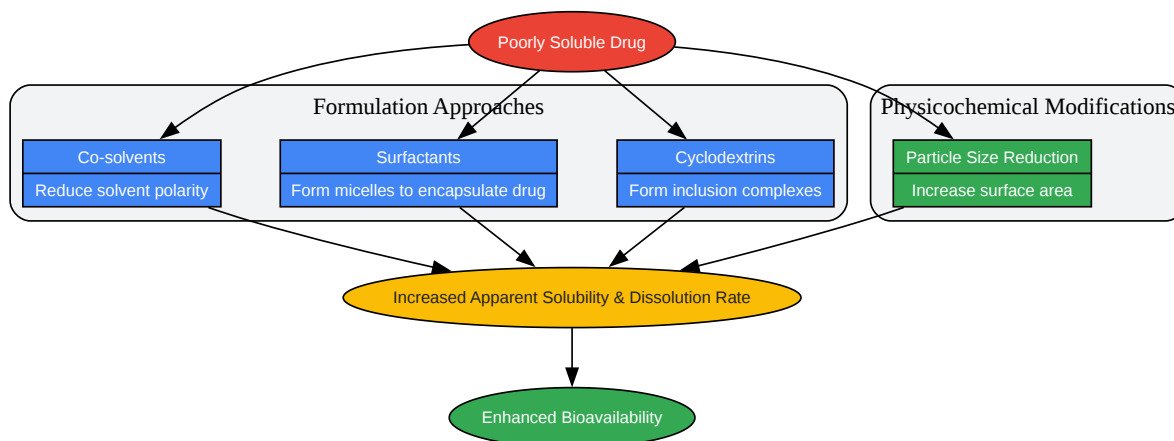 Poorly Soluble Drug
Formulation Approaches
Physicochemical Modifications
Co-solvents
Reduce solvent polarity
Surfactants
Form micelles to encapsulate drug
Cyclodextrins
Form inclusion complexes
Particle Size Reduction
Increase surface area
Increased Apparent Solubility & Dissolution Rate
Enhanced Bioavailability